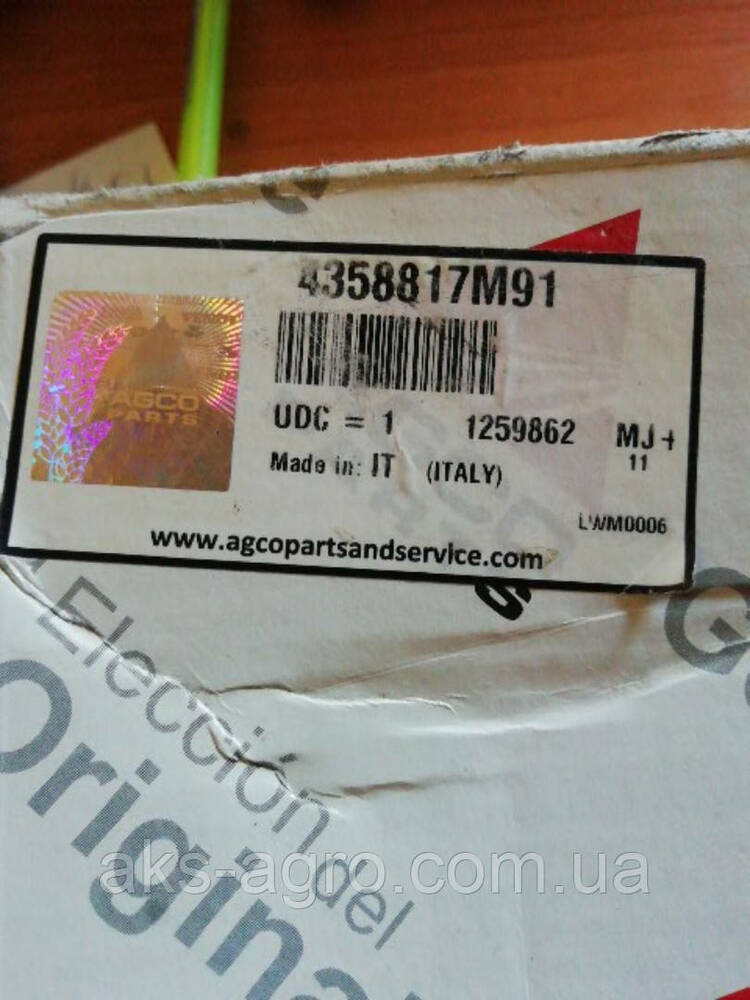 4358817M91
AGCO
PARTS
UDC = 1 1259862 MJ+
11
Made in: IT (ITALY)
LWM0006
www.agcopartsandservice.com
Elección del
Original
aks-agro.com.ua